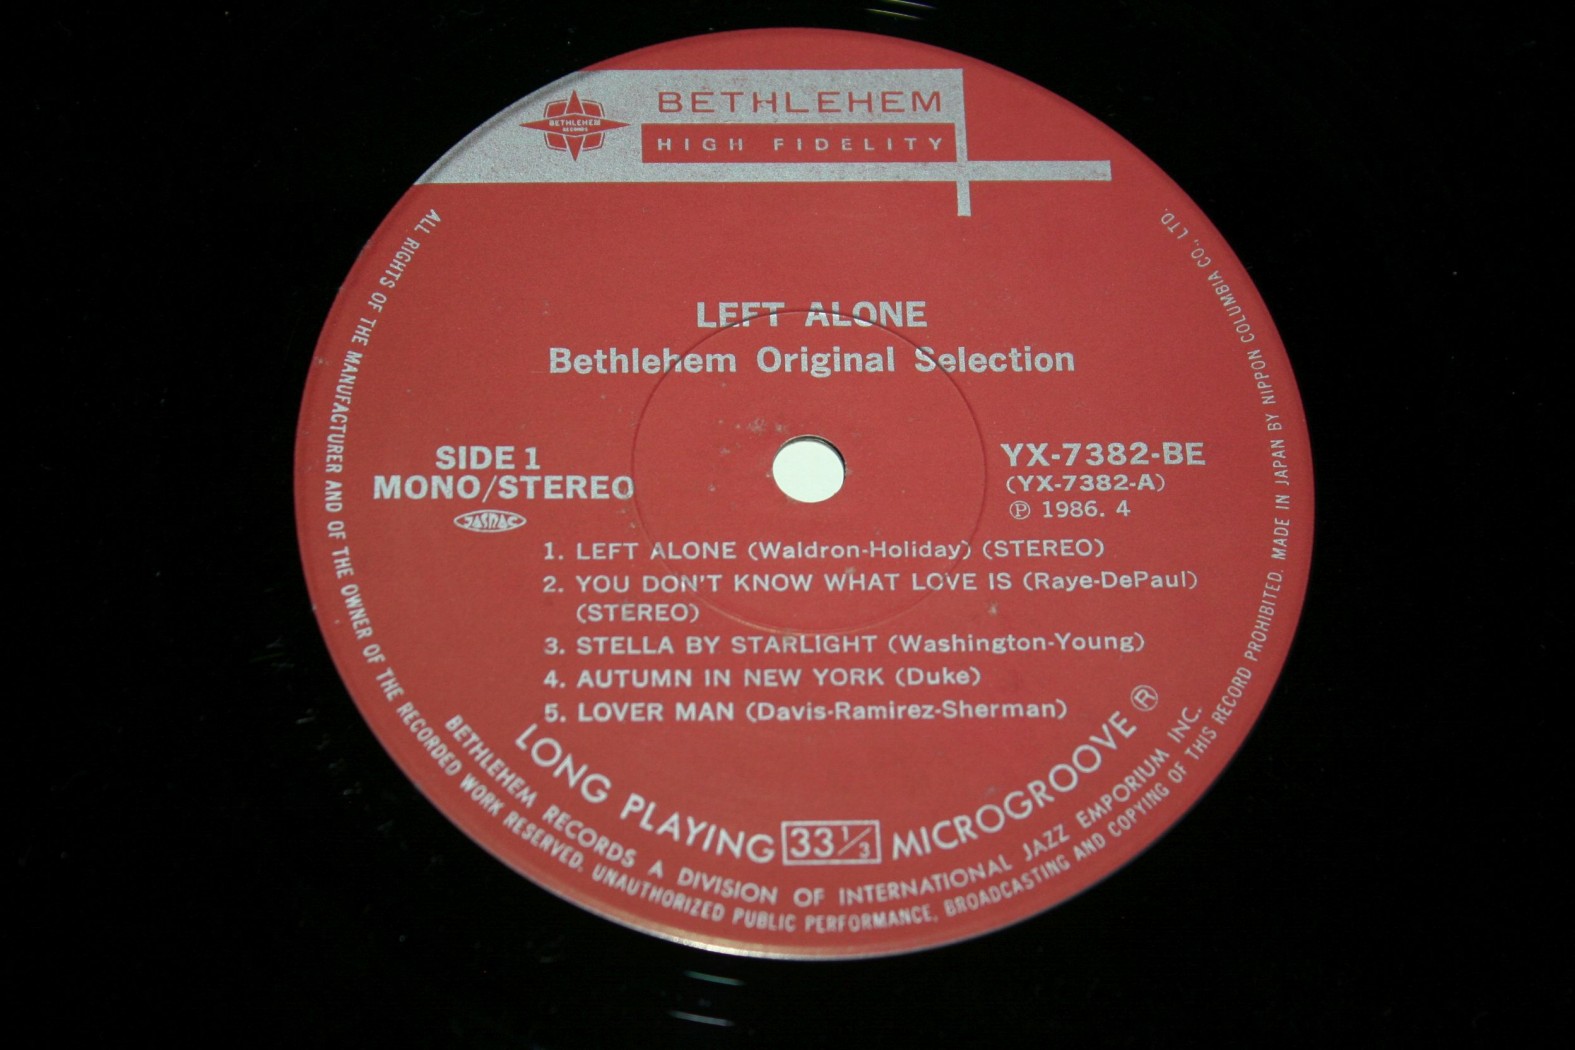 BETHLEHEM
RECORDS
BETHLEHEM
HIGH FIDELITY
LEFT ALONE
Bethlehem Original Selection
SIDE 1
MONO/STEREO
JASRAC
YX-7382-BE
(YX-7382-A)
Ⓟ 1986. 4
1. LEFT ALONE (Waldron-Holiday) (STEREO)
2. YOU DON'T KNOW WHAT LOVE IS (Raye-DePaul)
(STEREO)
3. STELLA BY STARLIGHT (Washington-Young)
4. AUTUMN IN NEW YORK (Duke)
5. LOVER MAN (Davis-Ramirez-Sherman)
LONG PLAYING 33 1/3 MICROGROOVE ®
BETHLEHEM RECORDS A DIVISION OF INTERNATIONAL JAZZ EMPORIUM INC.
ALL RIGHTS OF THE MANUFACTURER AND OF THE OWNER OF THE RECORDED WORK RESERVED. UNAUTHORIZED PUBLIC PERFORMANCE, BROADCASTING AND COPYING OF THIS RECORD PROHIBITED. MADE IN JAPAN BY NIPPON COLUMBIA CO., LTD.